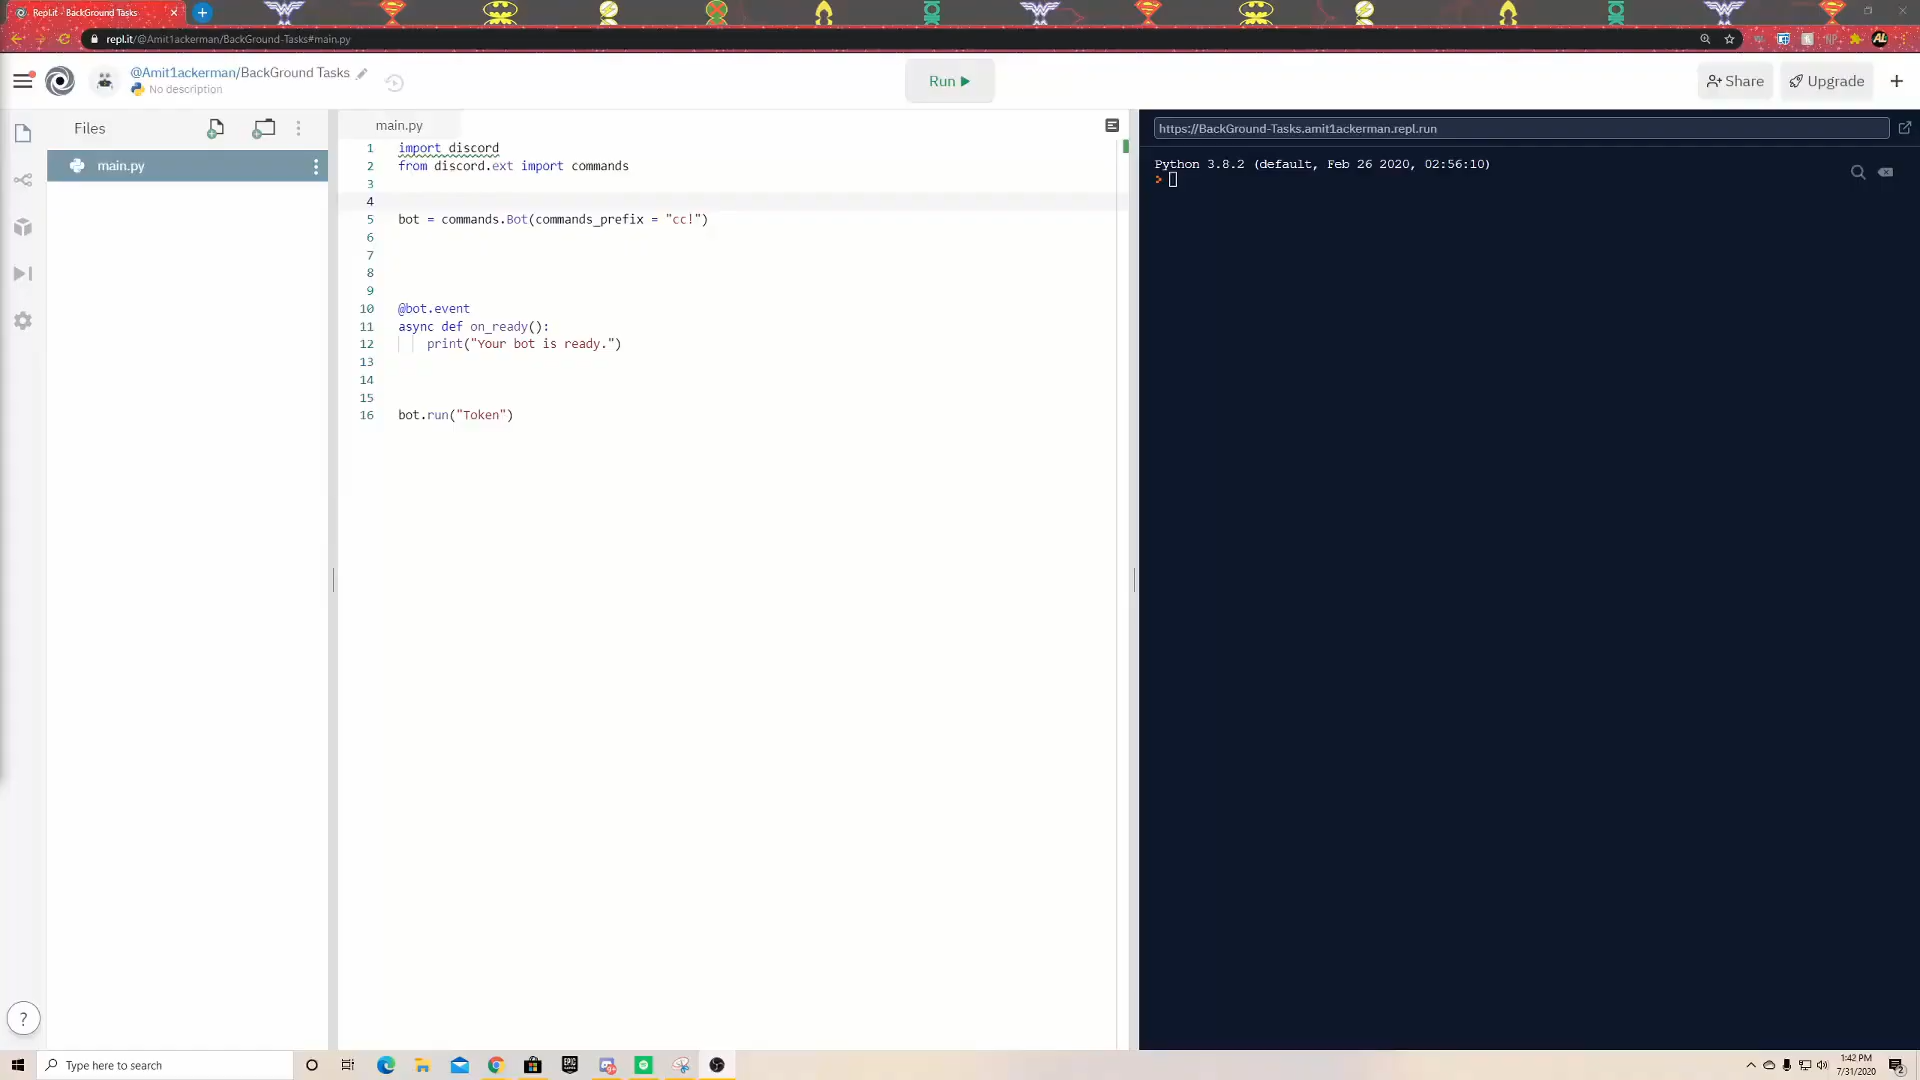 Repl.it - BackGround Tasks
repl.it/@Amit1ackerman/BackGround-Tasks#main.py
@Amit1ackerman/BackGround Tasks
No description
Run
Share
Upgrade
Files
main.py
main.py
1 import discord
2 from discord.ext import commands
3
4
5 bot = commands.Bot(commands_prefix = "cc!")
6
7
8
9
10 @bot.event
11 async def on_ready():
12 print("Your bot is ready.")
13
14
15
16 bot.run("Token")
https://BackGround-Tasks.amit1ackerman.repl.run
Python 3.8.2 (default, Feb 26 2020, 02:56:10)
>
?
Type here to search
1:42 PM
7/31/2020